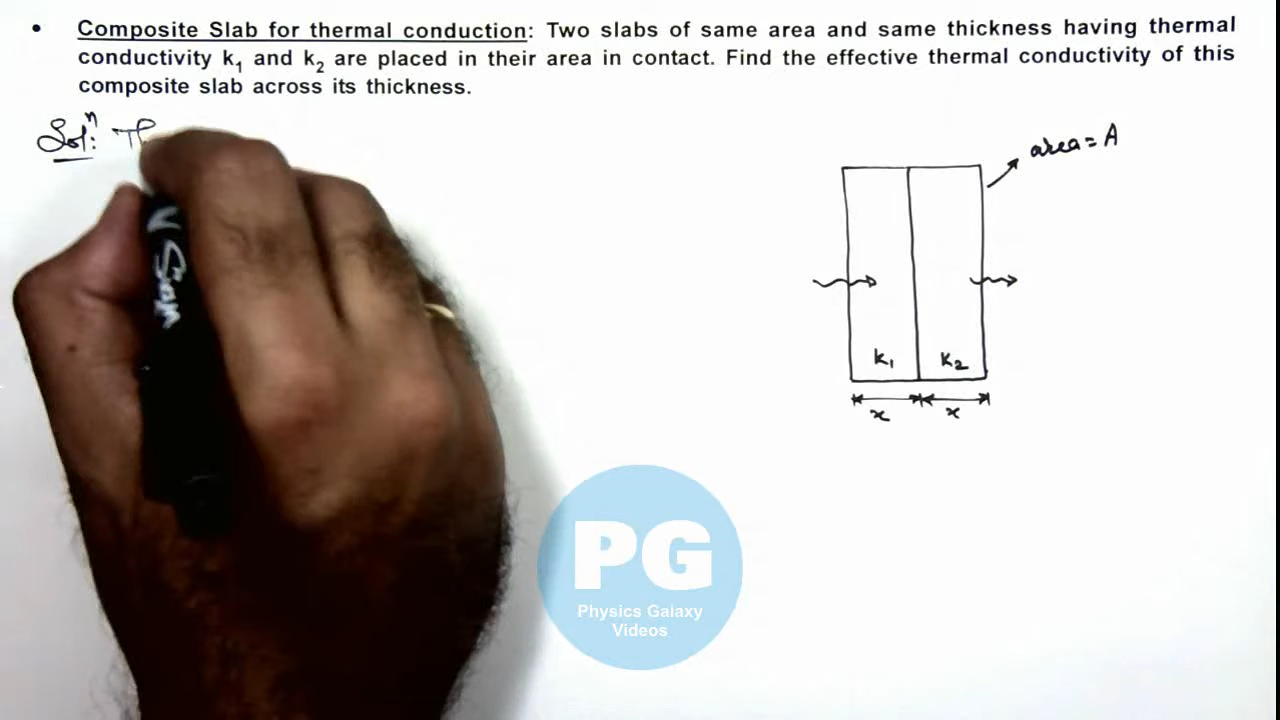 • Composite Slab for thermal conduction: Two slabs of same area and same thickness having thermal
conductivity k₁ and k₂ are placed in their area in contact. Find the effective thermal conductivity of this
composite slab across its thickness.
Solⁿ: Th
area = A
k₁ k₂
x x
V Sign
PG
Physics Galaxy
Videos